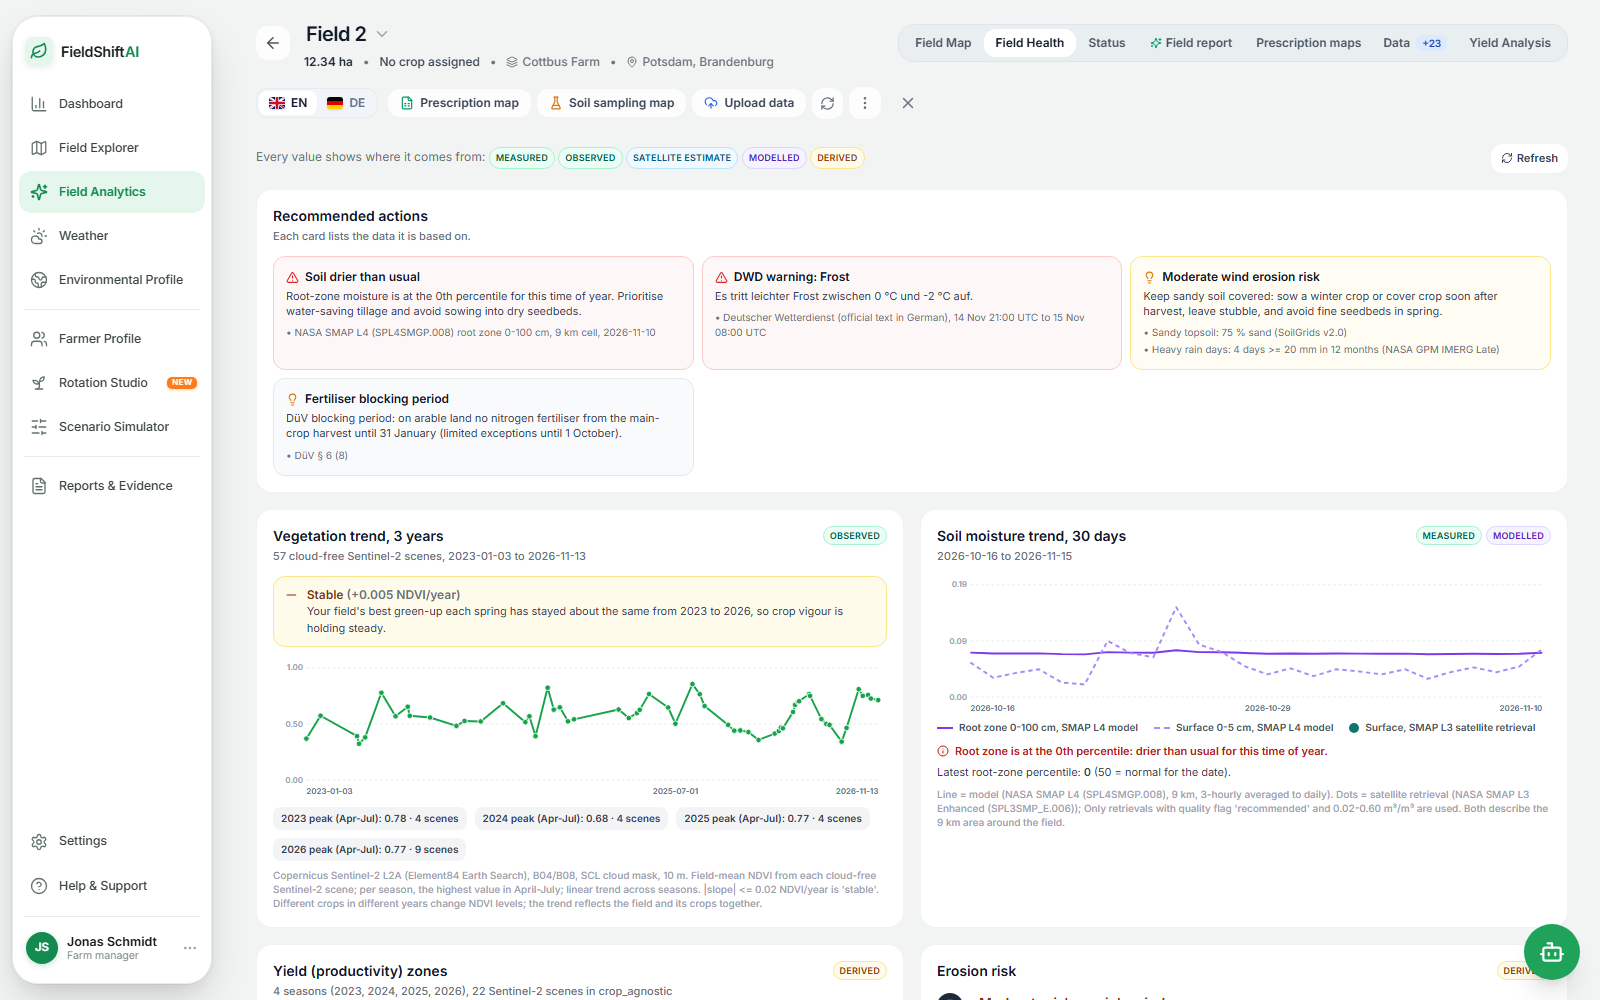 FieldShiftAI
Dashboard
Field Explorer
Field Analytics
Weather
Environmental Profile
Farmer Profile
Rotation Studio NEW
Scenario Simulator
Reports & Evidence
Settings
Help & Support
JS
Jonas Schmidt
Farm manager
Field 2
12.34 ha • No crop assigned • Cottbus Farm • Potsdam, Brandenburg
Field Map
Field Health
Status
Field report
Prescription maps
Data +23
Yield Analysis
EN
DE
Prescription map
Soil sampling map
Upload data
Every value shows where it comes from: MEASURED OBSERVED SATELLITE ESTIMATE MODELLED DERIVED
Refresh
Recommended actions
Each card lists the data it is based on.
Soil drier than usual
Root-zone moisture is at the 0th percentile for this time of year. Prioritise
water-saving tillage and avoid sowing into dry seedbeds.
• NASA SMAP L4 (SPL4SMGP.008) root zone 0-100 cm, 9 km cell, 2026-11-10
DWD warning: Frost
Es tritt leichter Frost zwischen 0 °C und -2 °C auf.
• Deutscher Wetterdienst (official text in German), 14 Nov 21:00 UTC to 15 Nov
08:00 UTC
Moderate wind erosion risk
Keep sandy soil covered: sow a winter crop or cover crop soon after
harvest, leave stubble, and avoid fine seedbeds in spring.
• Sandy topsoil: 75 % sand (SoilGrids v2.0)
• Heavy rain days: 4 days >= 20 mm in 12 months (NASA GPM IMERG Late)
Fertiliser blocking period
DüV blocking period: on arable land no nitrogen fertiliser from the main-
crop harvest until 31 January (limited exceptions until 1 October).
• DüV § 6 (8)
Vegetation trend, 3 years
OBSERVED
57 cloud-free Sentinel-2 scenes, 2023-01-03 to 2026-11-13
Stable (+0.005 NDVI/year)
Your field's best green-up each spring has stayed about the same from 2023 to 2026, so crop vigour is
holding steady.
1.00
0.50
0.00
2023-01-03
2025-07-01
2026-11-13
2023 peak (Apr-Jul): 0.78 · 4 scenes
2024 peak (Apr-Jul): 0.68 · 4 scenes
2025 peak (Apr-Jul): 0.77 · 4 scenes
2026 peak (Apr-Jul): 0.77 · 9 scenes
Copernicus Sentinel-2 L2A (Element84 Earth Search), B04/B08, SCL cloud mask, 10 m. Field-mean NDVI from each cloud-free
Sentinel-2 scene; per season, the highest value in April-July; linear trend across seasons. |slope| <= 0.02 NDVI/year is 'stable'.
Different crops in different years change NDVI levels; the trend reflects the field and its crops together.
Soil moisture trend, 30 days
MEASURED
MODELLED
2026-10-16 to 2026-11-15
0.19
0.09
0.00
2026-10-16
2026-10-29
2026-11-10
Root zone 0-100 cm, SMAP L4 model
Surface 0-5 cm, SMAP L4 model
Surface, SMAP L3 satellite retrieval
Root zone is at the 0th percentile: drier than usual for this time of year.
Latest root-zone percentile: 0 (50 = normal for the date).
Line = model (NASA SMAP L4 (SPL4SMGP.008), 9 km, 3-hourly averaged to daily). Dots = satellite retrieval (NASA SMAP L3
Enhanced (SPL3SMP_E.006)); Only retrievals with quality flag 'recommended' and 0.02-0.60 m³/m³ are used. Both describe the
9 km area around the field.
Yield (productivity) zones
DERIVED
4 seasons (2023, 2024, 2025, 2026), 22 Sentinel-2 scenes in crop_agnostic
Erosion risk